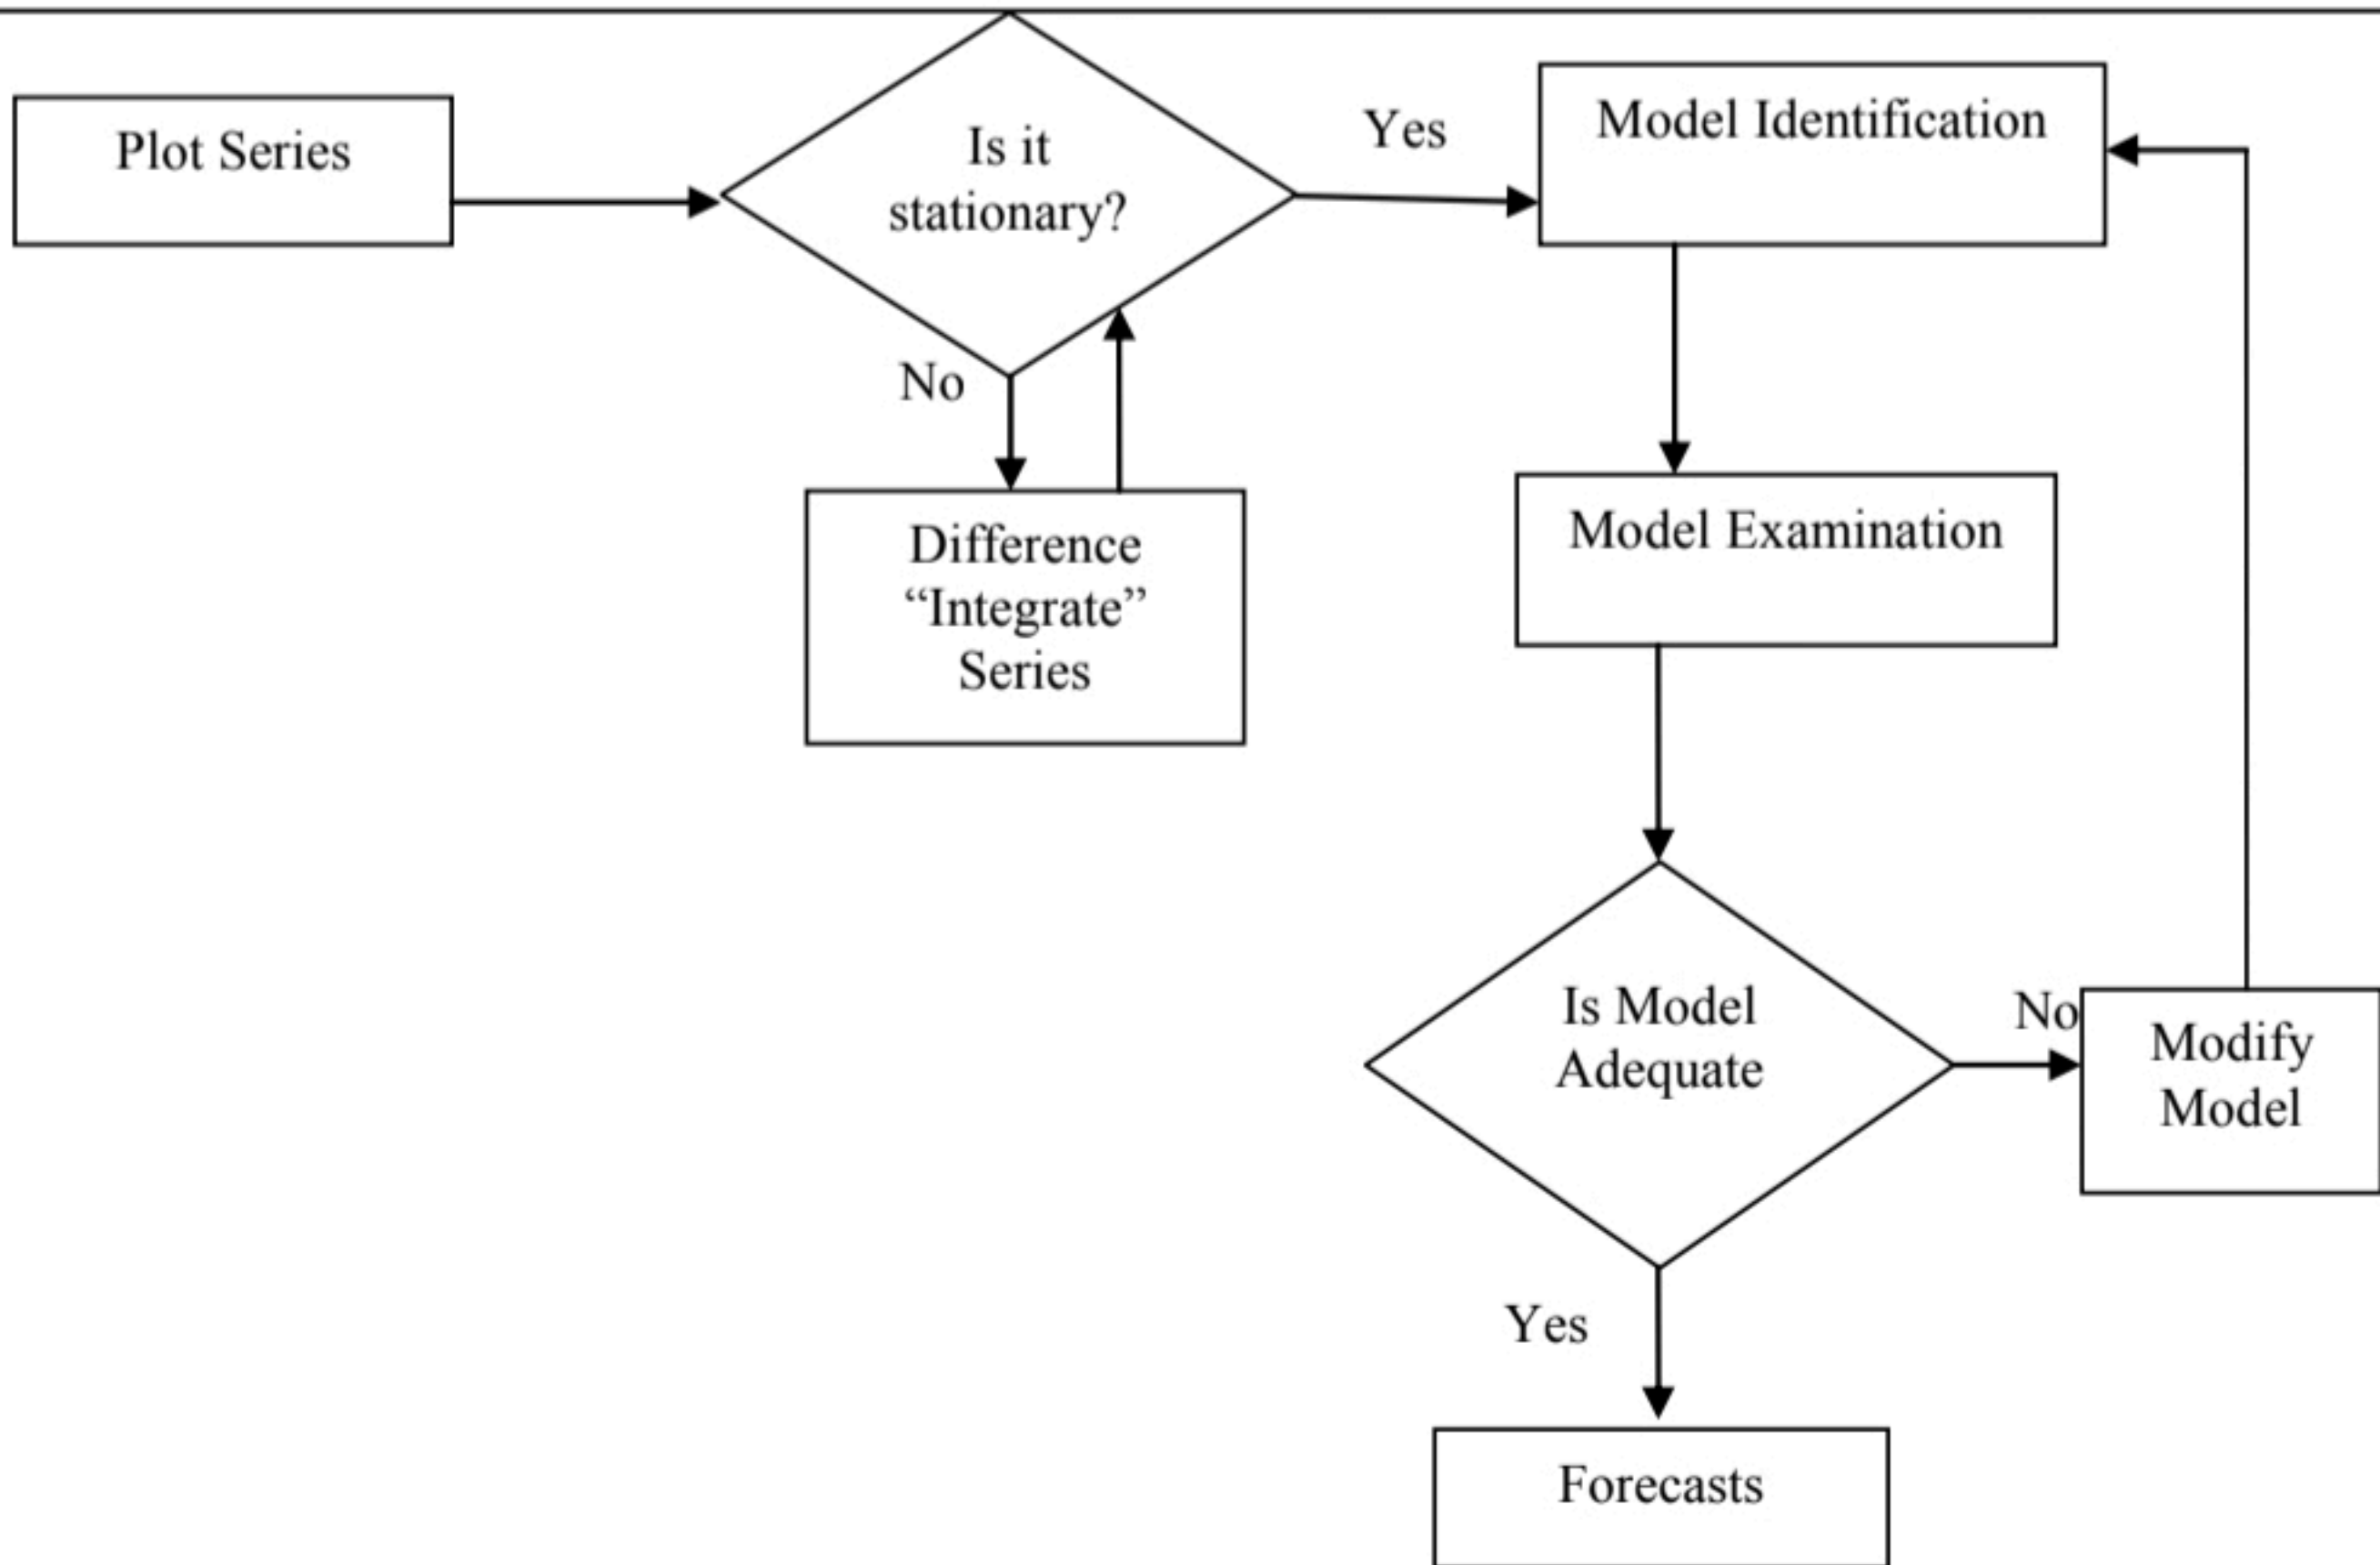 Plot Series
Is it
stationary?
Yes
Model Identification
No
Difference
“Integrate”
Series
Model Examination
Is Model
Adequate
No
Modify
Model
Yes
Forecasts